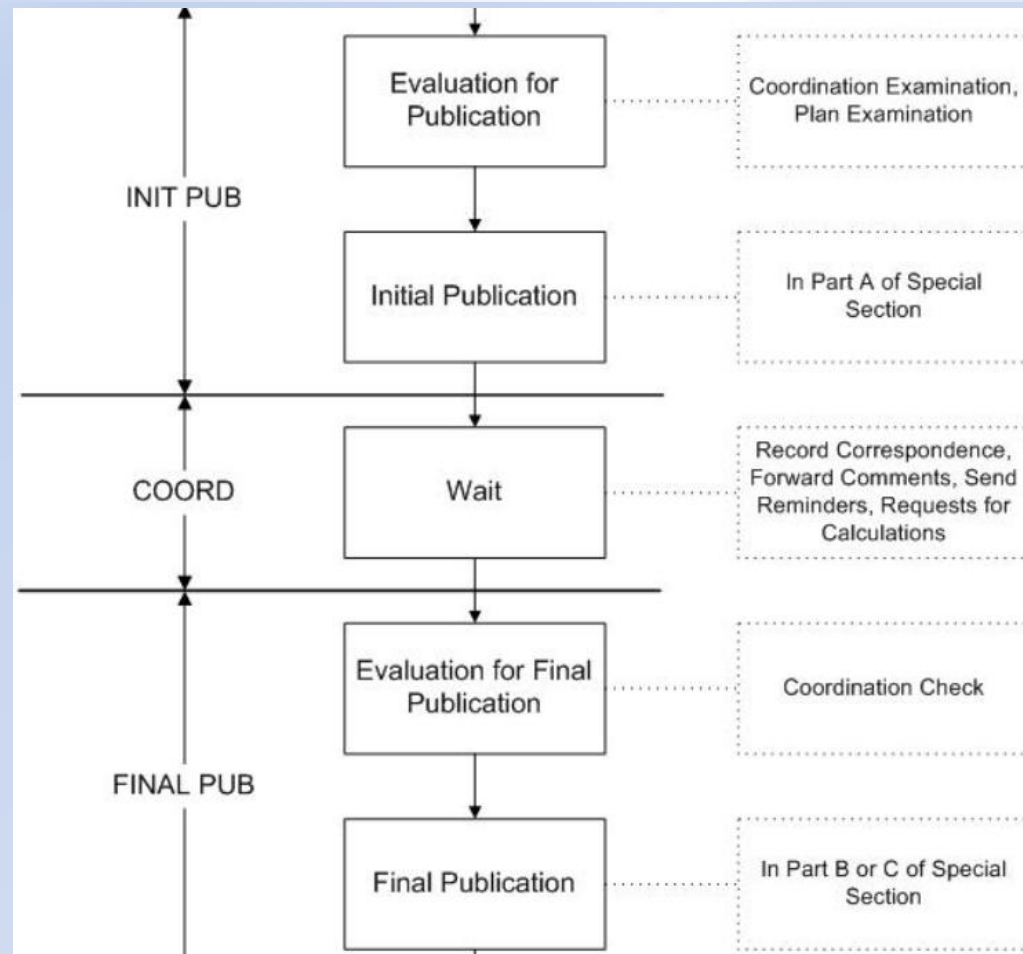 Evaluation for
Publication
Coordination Examination,
Plan Examination
INIT PUB
Initial Publication
In Part A of Special
Section
COORD
Wait
Record Correspondence,
Forward Comments, Send
Reminders, Requests for
Calculations
Evaluation for Final
Publication
Coordination Check
FINAL PUB
Final Publication
In Part B or C of Special
Section